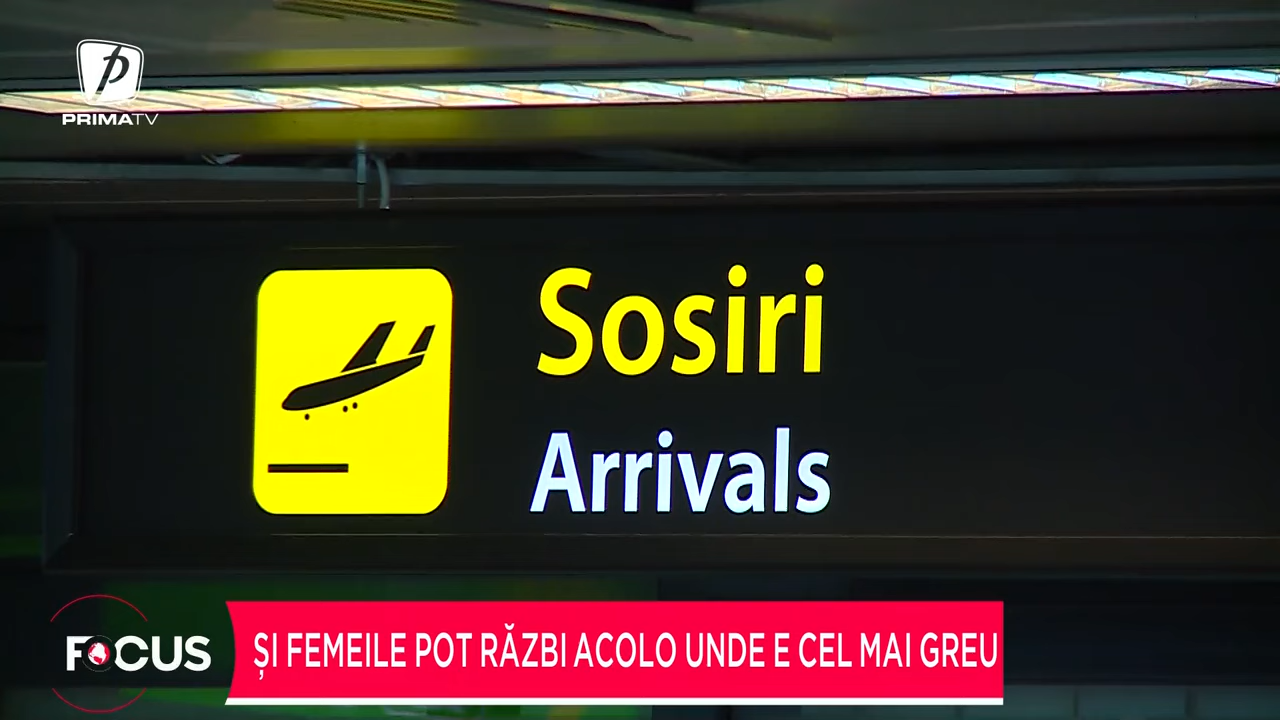 PRIMATV
Sosiri
Arrivals
FOCUS
ȘI FEMEILE POT RĂZBI ACOLO UNDE E CEL MAI GREU